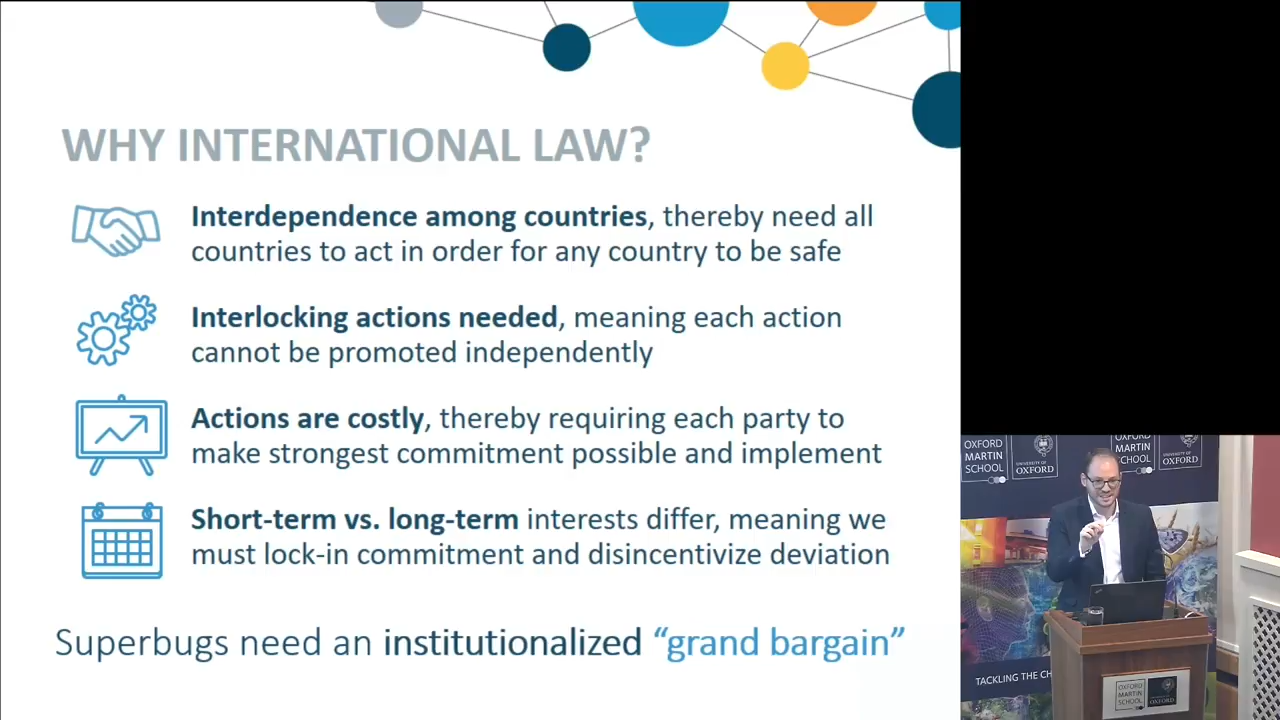 WHY INTERNATIONAL LAW?
Interdependence among countries, thereby need all
countries to act in order for any country to be safe
Interlocking actions needed, meaning each action
cannot be promoted independently
Actions are costly, thereby requiring each party to
make strongest commitment possible and implement
Short-term vs. long-term interests differ, meaning we
must lock-in commitment and disincentivize deviation
Superbugs need an institutionalized “grand bargain”
OXFORD
MARTIN
SCHOOL
UNIVERSITY OF
OXFORD
OXFORD
MARTIN
SCHOOL
OXFORD
TACKLING THE CH
OXFORD
MARTIN
SCHOOL
OXFORD